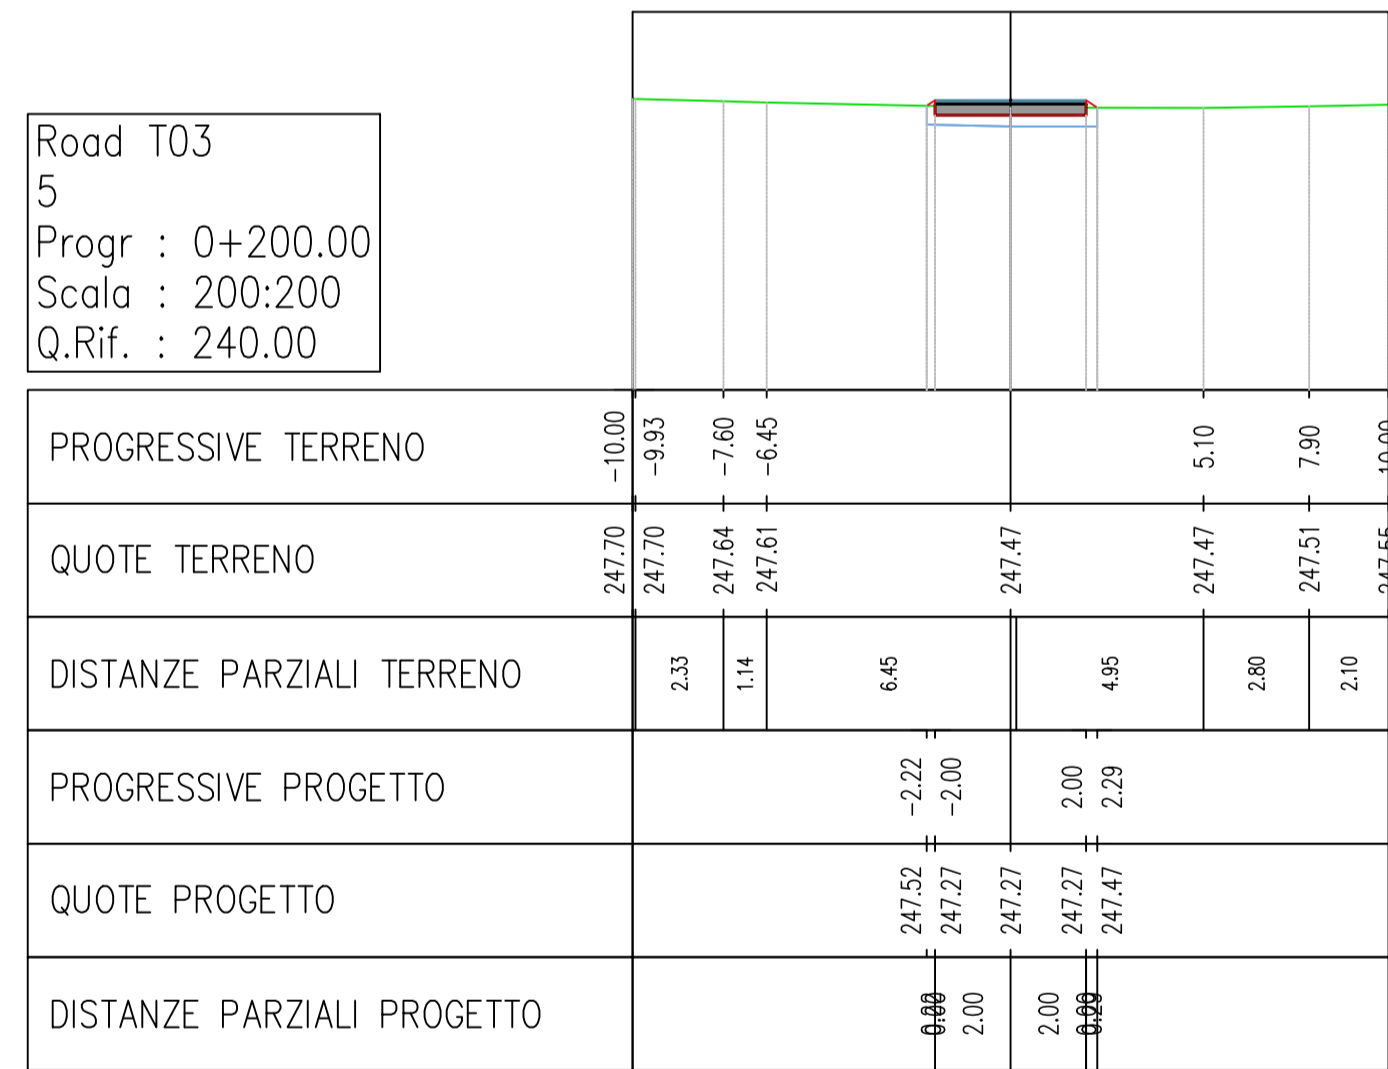 Road T03
5
Progr : 0+200.00
Scala : 200:200
Q.Rif. : 240.00
PROGRESSIVE TERRENO -10.00 -9.93 -7.60 -6.45 5.10 7.90 10.00
QUOTE TERRENO 247.70 247.70 247.64 247.61 247.47 247.47 247.51 247.55
DISTANZE PARZIALI TERRENO 2.33 1.14 6.45 4.95 2.80 2.10
PROGRESSIVE PROGETTO -2.22 -2.00 2.00 2.29
QUOTE PROGETTO 247.52 247.27 247.27 247.27 247.47
DISTANZE PARZIALI PROGETTO 2.00 2.00